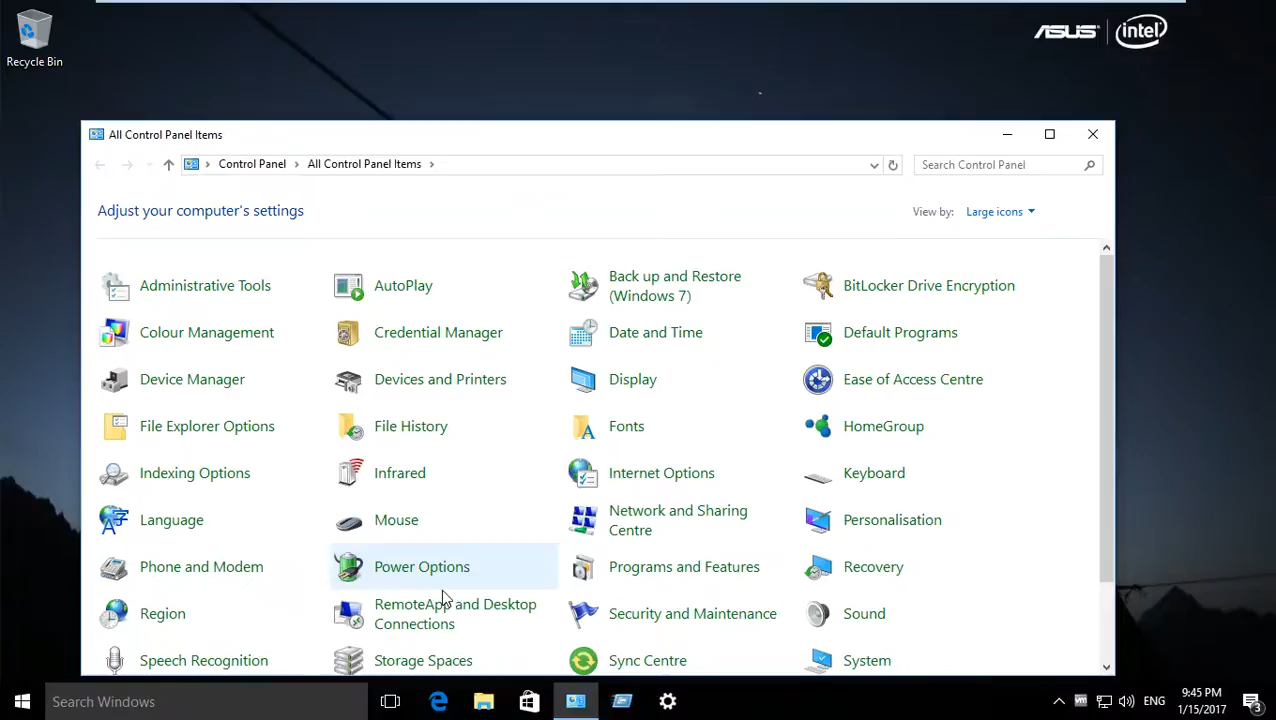 ASUS intel
Recycle Bin
All Control Panel Items
Control Panel All Control Panel Items
Search Control Panel
Adjust your computer's settings
View by: Large icons
Administrative Tools
AutoPlay
Back up and Restore
(Windows 7)
BitLocker Drive Encryption
Colour Management
Credential Manager
Date and Time
Default Programs
Device Manager
Devices and Printers
Display
Ease of Access Centre
File Explorer Options
File History
Fonts
HomeGroup
Indexing Options
Infrared
Internet Options
Keyboard
Language
Mouse
Network and Sharing
Centre
Personalisation
Phone and Modem
Power Options
Programs and Features
Recovery
Region
RemoteApp and Desktop
Connections
Security and Maintenance
Sound
Speech Recognition
Storage Spaces
Sync Centre
System
Search Windows
ENG
9:45 PM
1/15/2017
3